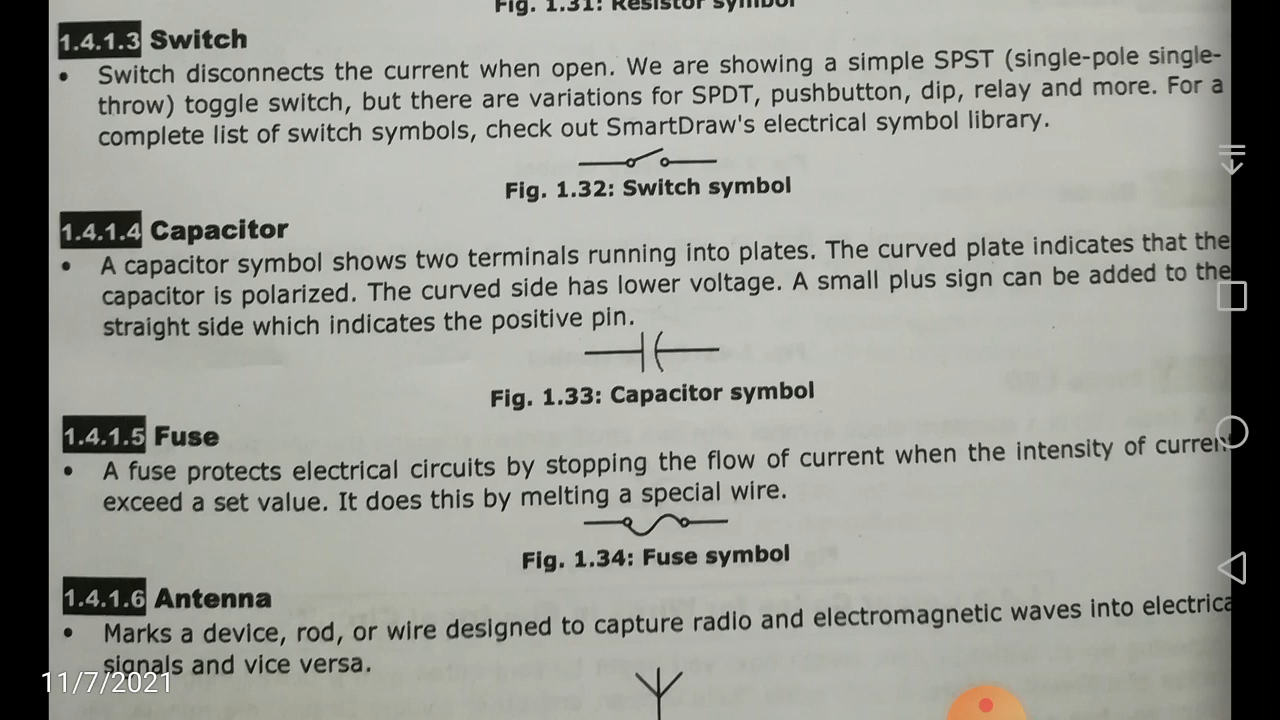 Fig. 1.31: Resistor symbol
1.4.1.3 Switch
• Switch disconnects the current when open. We are showing a simple SPST (single-pole single-
throw) toggle switch, but there are variations for SPDT, pushbutton, dip, relay and more. For a
complete list of switch symbols, check out SmartDraw's electrical symbol library.
Fig. 1.32: Switch symbol
1.4.1.4 Capacitor
• A capacitor symbol shows two terminals running into plates. The curved plate indicates that the
capacitor is polarized. The curved side has lower voltage. A small plus sign can be added to the
straight side which indicates the positive pin.
Fig. 1.33: Capacitor symbol
1.4.1.5 Fuse
• A fuse protects electrical circuits by stopping the flow of current when the intensity of curren
exceed a set value. It does this by melting a special wire.
Fig. 1.34: Fuse symbol
1.4.1.6 Antenna
• Marks a device, rod, or wire designed to capture radio and electromagnetic waves into electrica
signals and vice versa.
11/7/2021